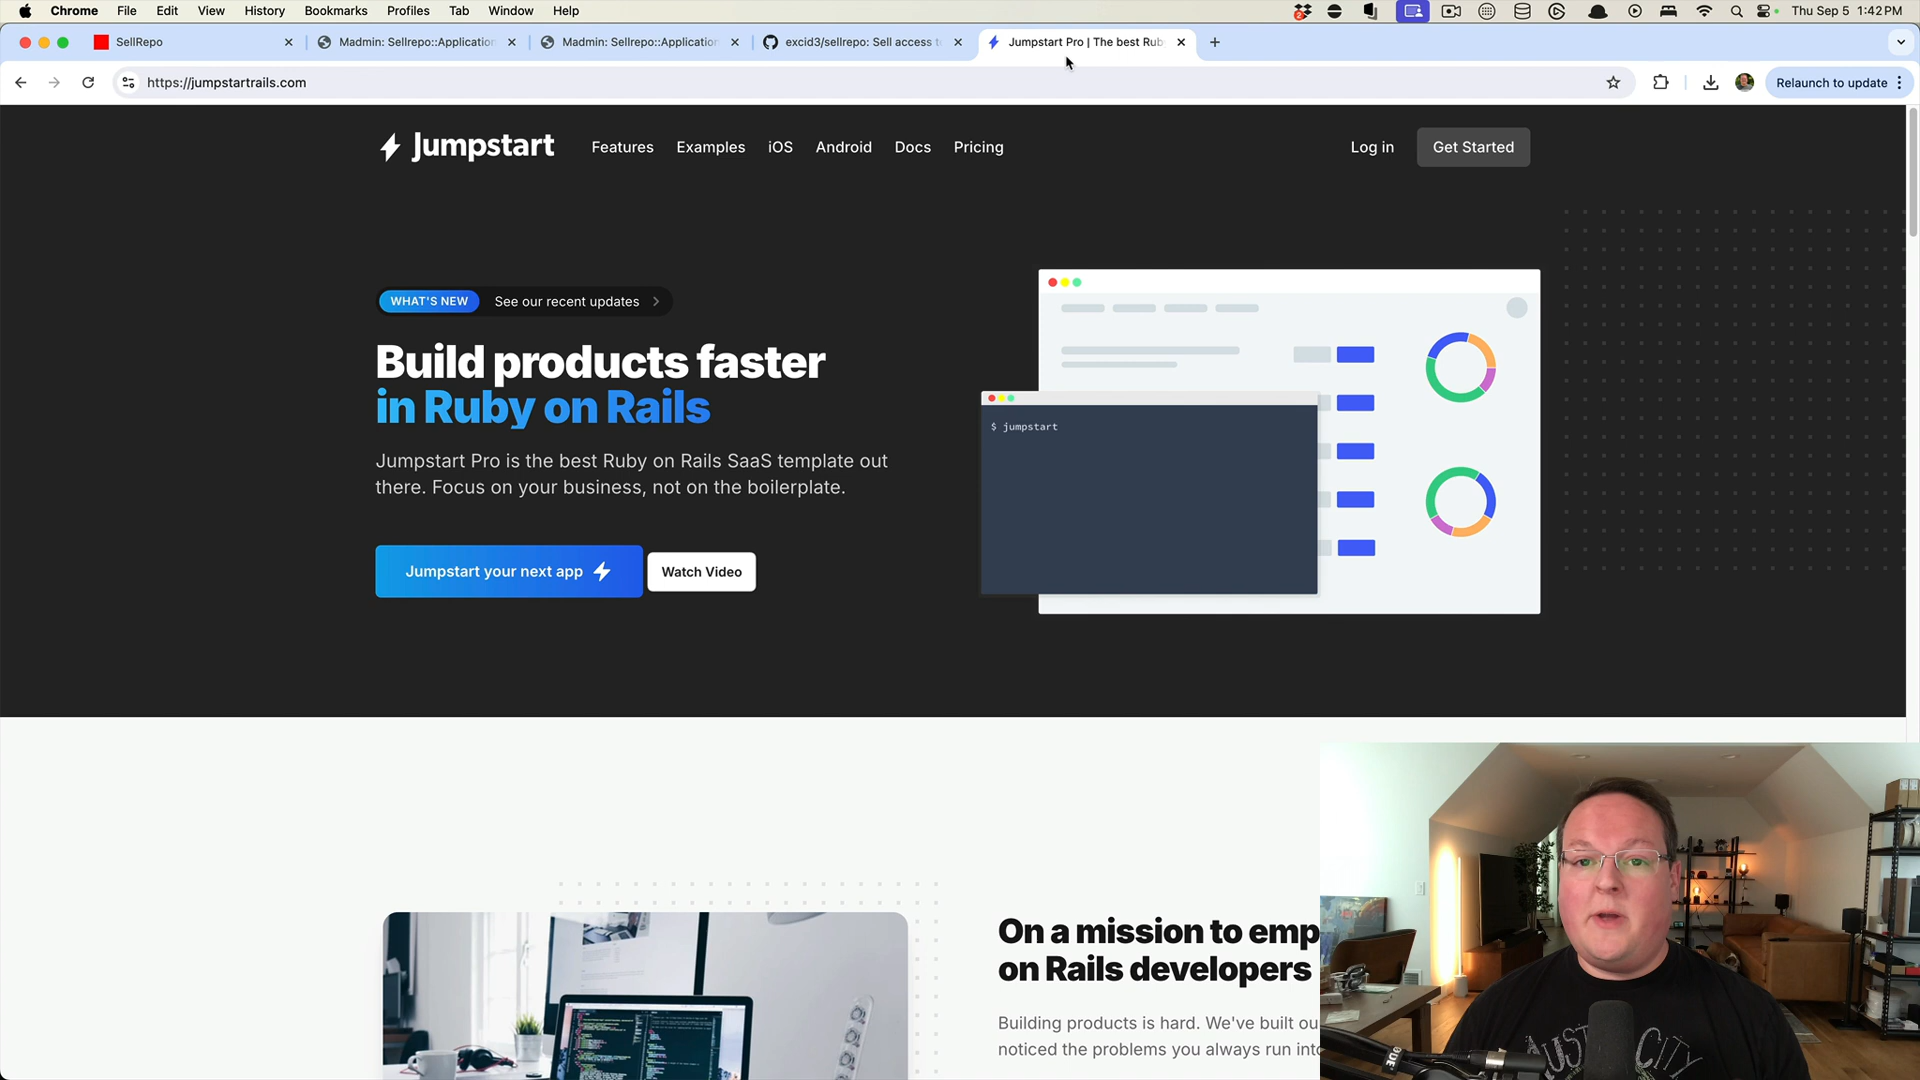 Chrome File Edit View History Bookmarks Profiles Tab Window Help
Thu Sep 5 1:42 PM
SellRepo
Madmin: Sellrepo::Application
Madmin: Sellrepo::Application
excid3/sellrepo: Sell access to
Jumpstart Pro | The best Rub
https://jumpstartrails.com
Relaunch to update
Jumpstart
Features Examples iOS Android Docs Pricing
Log in
Get Started
WHAT'S NEW See our recent updates
Build products faster
in Ruby on Rails
Jumpstart Pro is the best Ruby on Rails SaaS template out
there. Focus on your business, not on the boilerplate.
Jumpstart your next app
Watch Video
$ jumpstart
On a mission to emp
on Rails developers
Building products is hard. We've built ou
noticed the problems you always run into
CITY